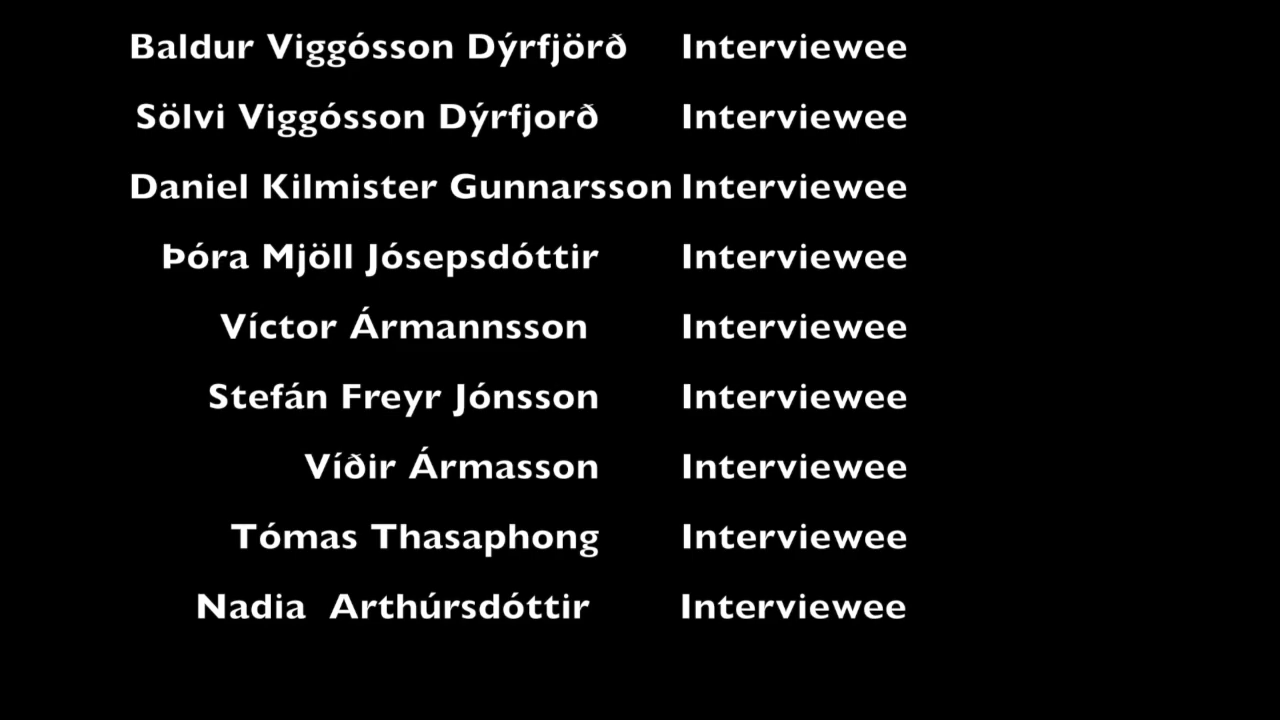 Baldur Viggósson Dýrfjörð Interviewee
Sölvi Viggósson Dýrfjorð Interviewee
Daniel Kilmister Gunnarsson Interviewee
Þóra Mjöll Jósepsdóttir Interviewee
Víctor Ármannsson Interviewee
Stefán Freyr Jónsson Interviewee
Víðir Ármasson Interviewee
Tómas Thasaphong Interviewee
Nadia Arthúrsdóttir Interviewee